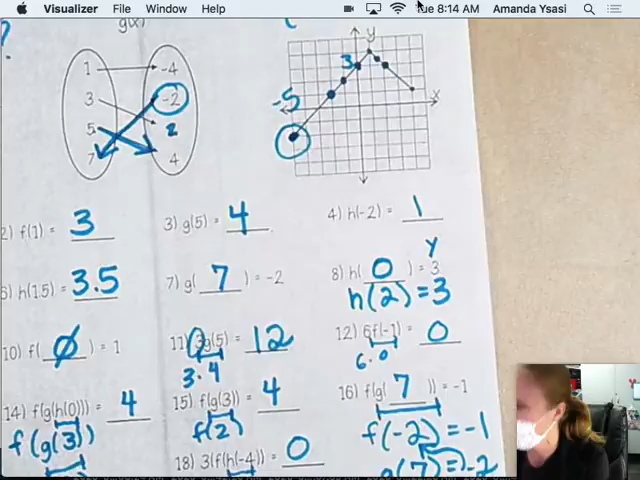 Visualizer File Window Help Tue 8:14 AM Amanda Ysasi
g(x)
y
1 -4
3 -2
5 2
7 4
3
-5
x
2) f(1) = 3 3) g(5) = 4 4) h(-2) = 1
y
h(1.5) = 3.5 7) g( 7 ) = -2 8) h( 0 ) = 3
h(2) = 3
10) f( Ø ) = 1 11) 3g(5) = 12 12) 6f(-1) = 0
3 · 4 6 · 0
14) f(g(h(0))) = 4 15) f(g(3)) = 4 16) f(g( 7 )) = -1
f(g(3)) f(2) f(-2) = -1
18) 3(f(h(-4)) = 0 g(7) = -2